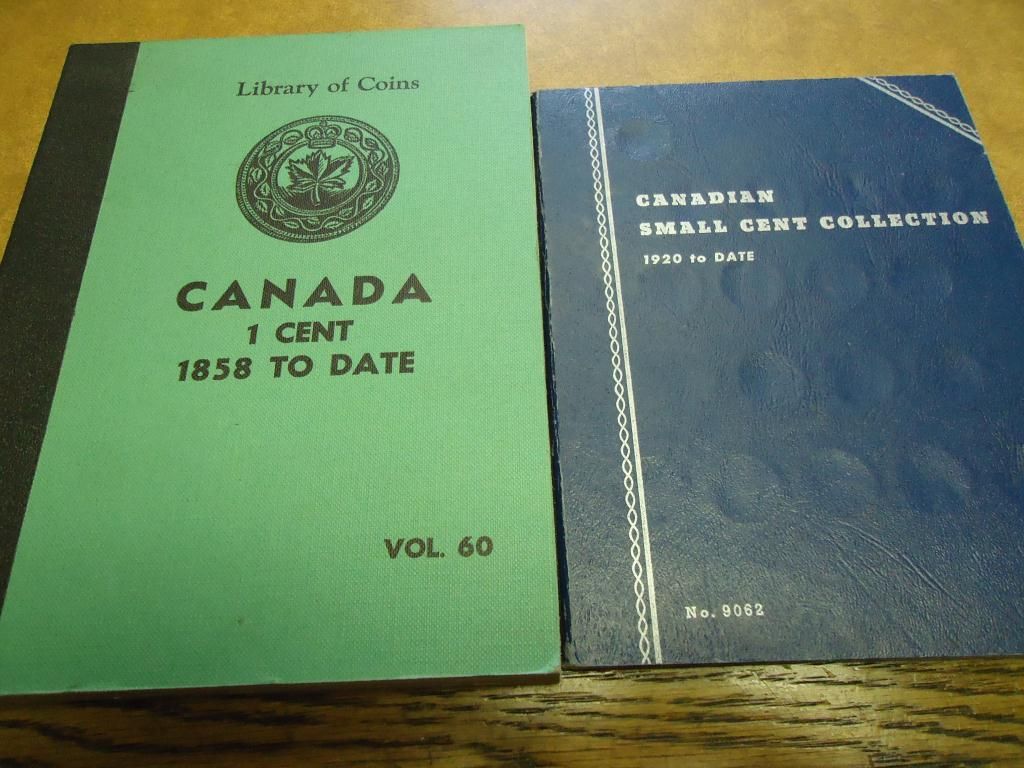 Library of Coins
CANADA
1 CENT
1858 TO DATE
VOL. 60
CANADIAN
SMALL CENT COLLECTION
1920 to DATE
No. 9062